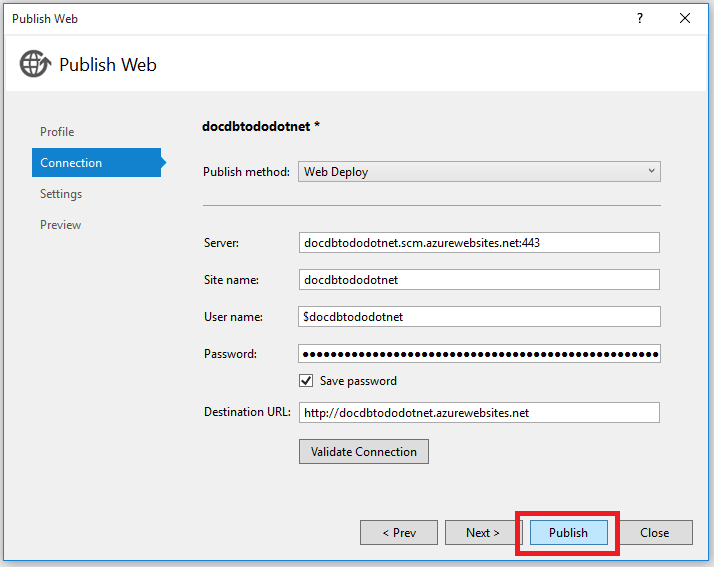 Publish Web
?
Publish Web
Profile
Connection
Settings
Preview
docdbtododotnet *
Publish method: Web Deploy
Server: docdbtododotnet.scm.azurewebsites.net:443
Site name: docdbtododotnet
User name: $docdbtododotnet
Password: ●●●●●●●●●●●●●●●●●●●●●●●●●●●●●●●●●●●●●●●●●●●●●●●●●●●
Save password
Destination URL: http://docdbtododotnet.azurewebsites.net
Validate Connection
< Prev Next > Publish Close